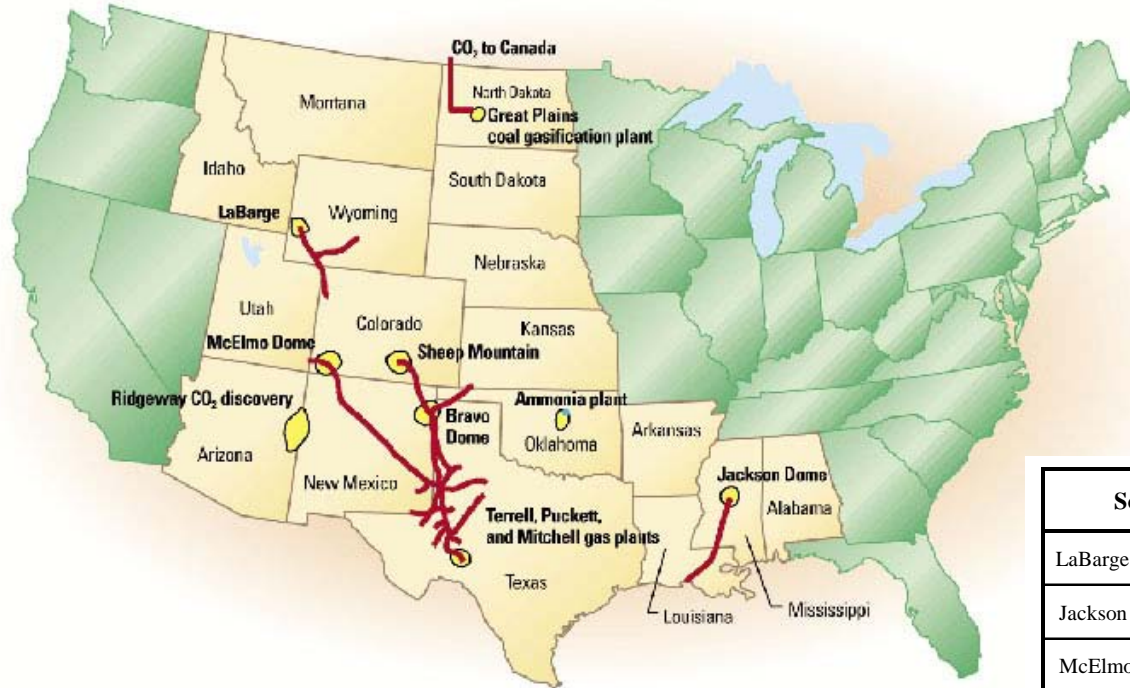 CO₂ to Canada
North Dakota
Montana
Great Plains
coal gasification plant
Idaho
South Dakota
LaBarge
Wyoming
Nebraska
Utah
Colorado
Kansas
McElmo Dome
Sheep Mountain
Ridgeway CO₂ discovery
Ammonia plant
Bravo
Dome
Oklahoma
Arkansas
Arizona
New Mexico
Jackson Dome
Alabama
Terrell, Puckett,
and Mitchell gas plants
Texas
Louisiana
Mississippi
LaBarge
Jackson